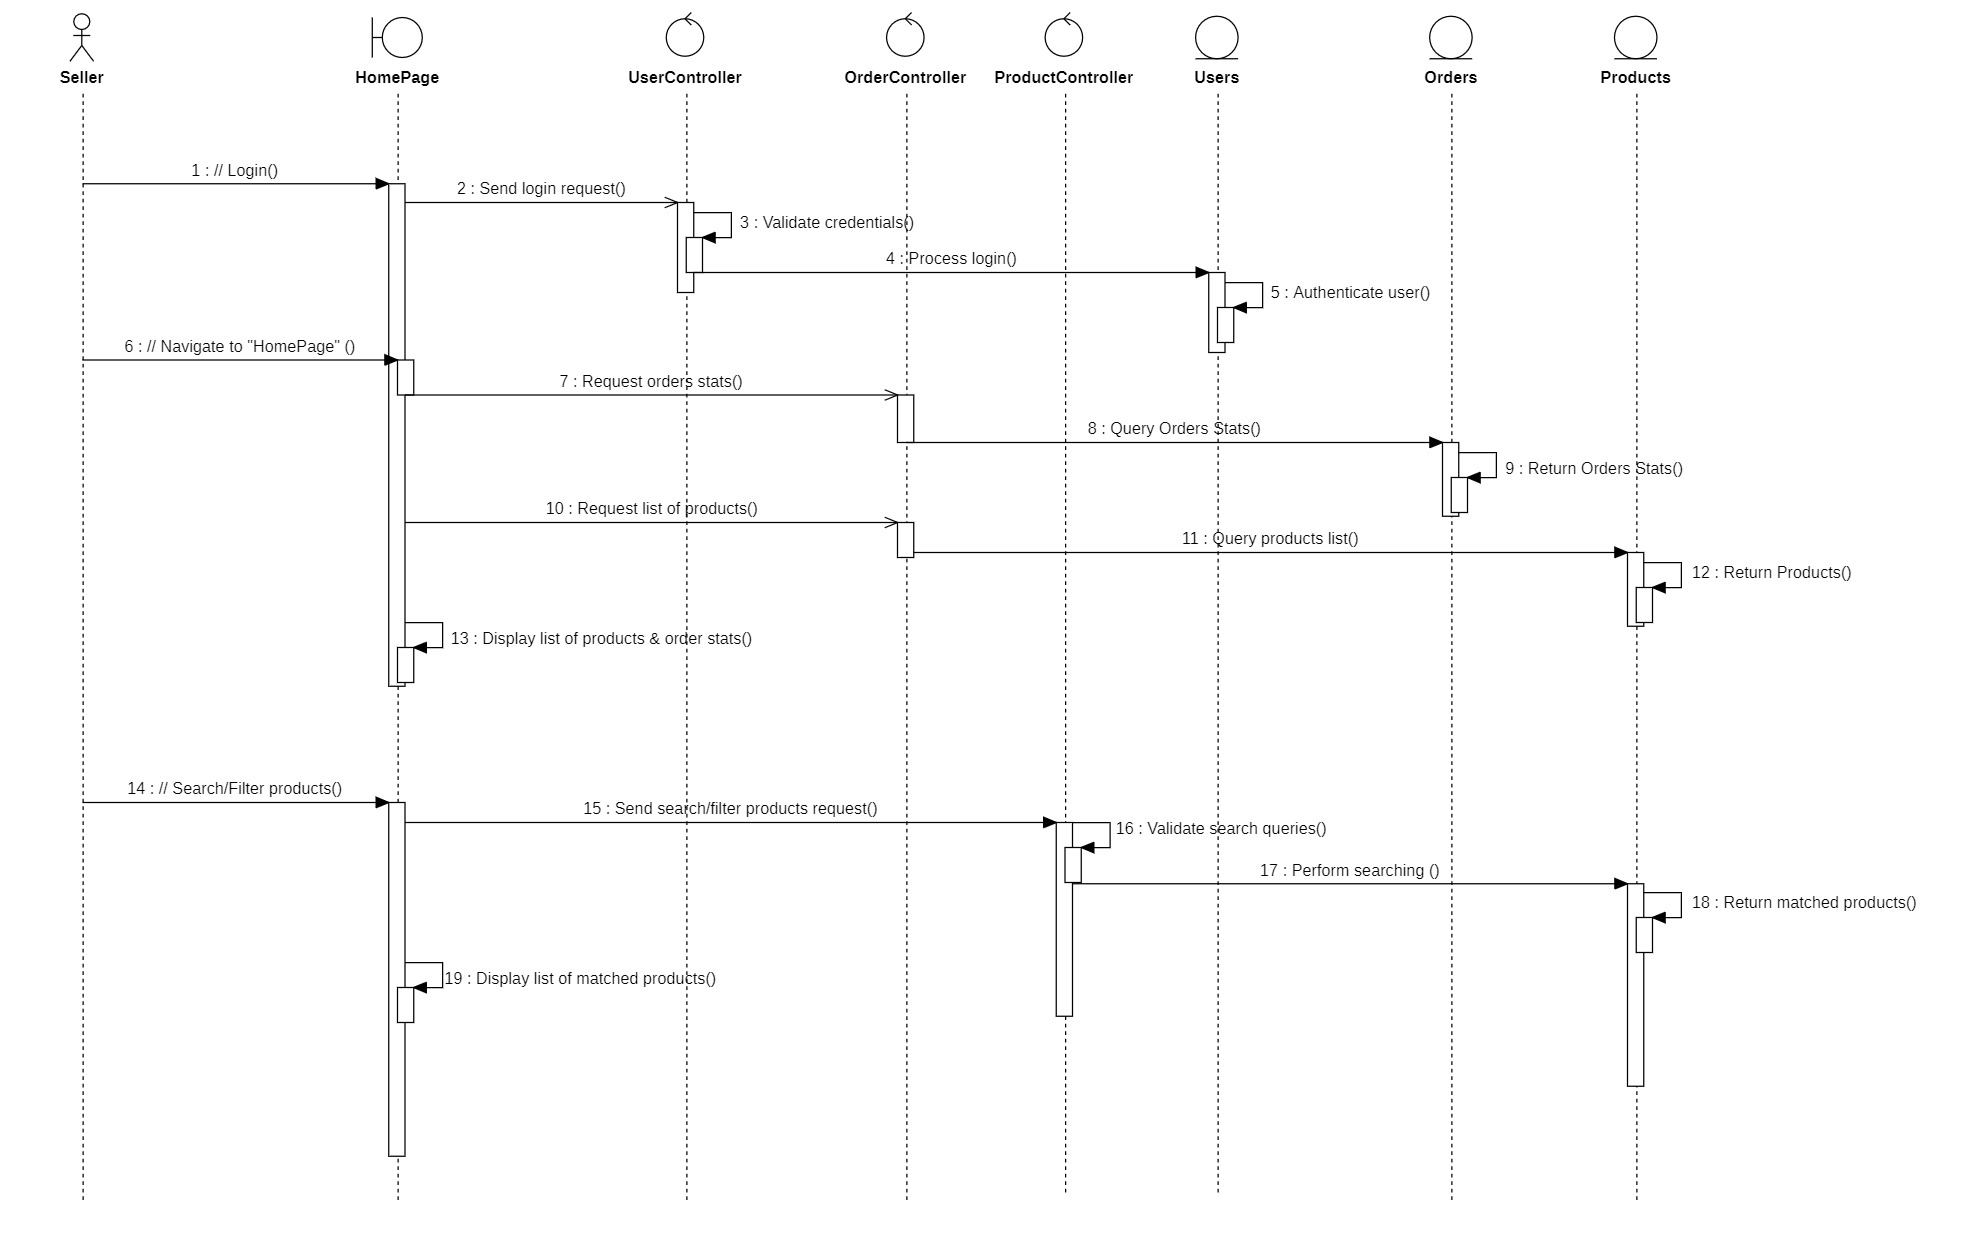 Seller
HomePage
UserController
OrderController
ProductController
Users
Orders
Products
1 : // Login()
2 : Send login request()
3 : Validate credentials()
4 : Process login()
5 : Authenticate user()
6 : // Navigate to "HomePage" ()
7 : Request orders stats()
8 : Query Orders Stats()
9 : Return Orders Stats()
10 : Request list of products()
11 : Query products list()
12 : Return Products()
13 : Display list of products & order stats()
14 : // Search/Filter products()
15 : Send search/filter products request()
16 : Validate search queries()
17 : Perform searching ()
18 : Return matched products()
19 : Display list of matched products()